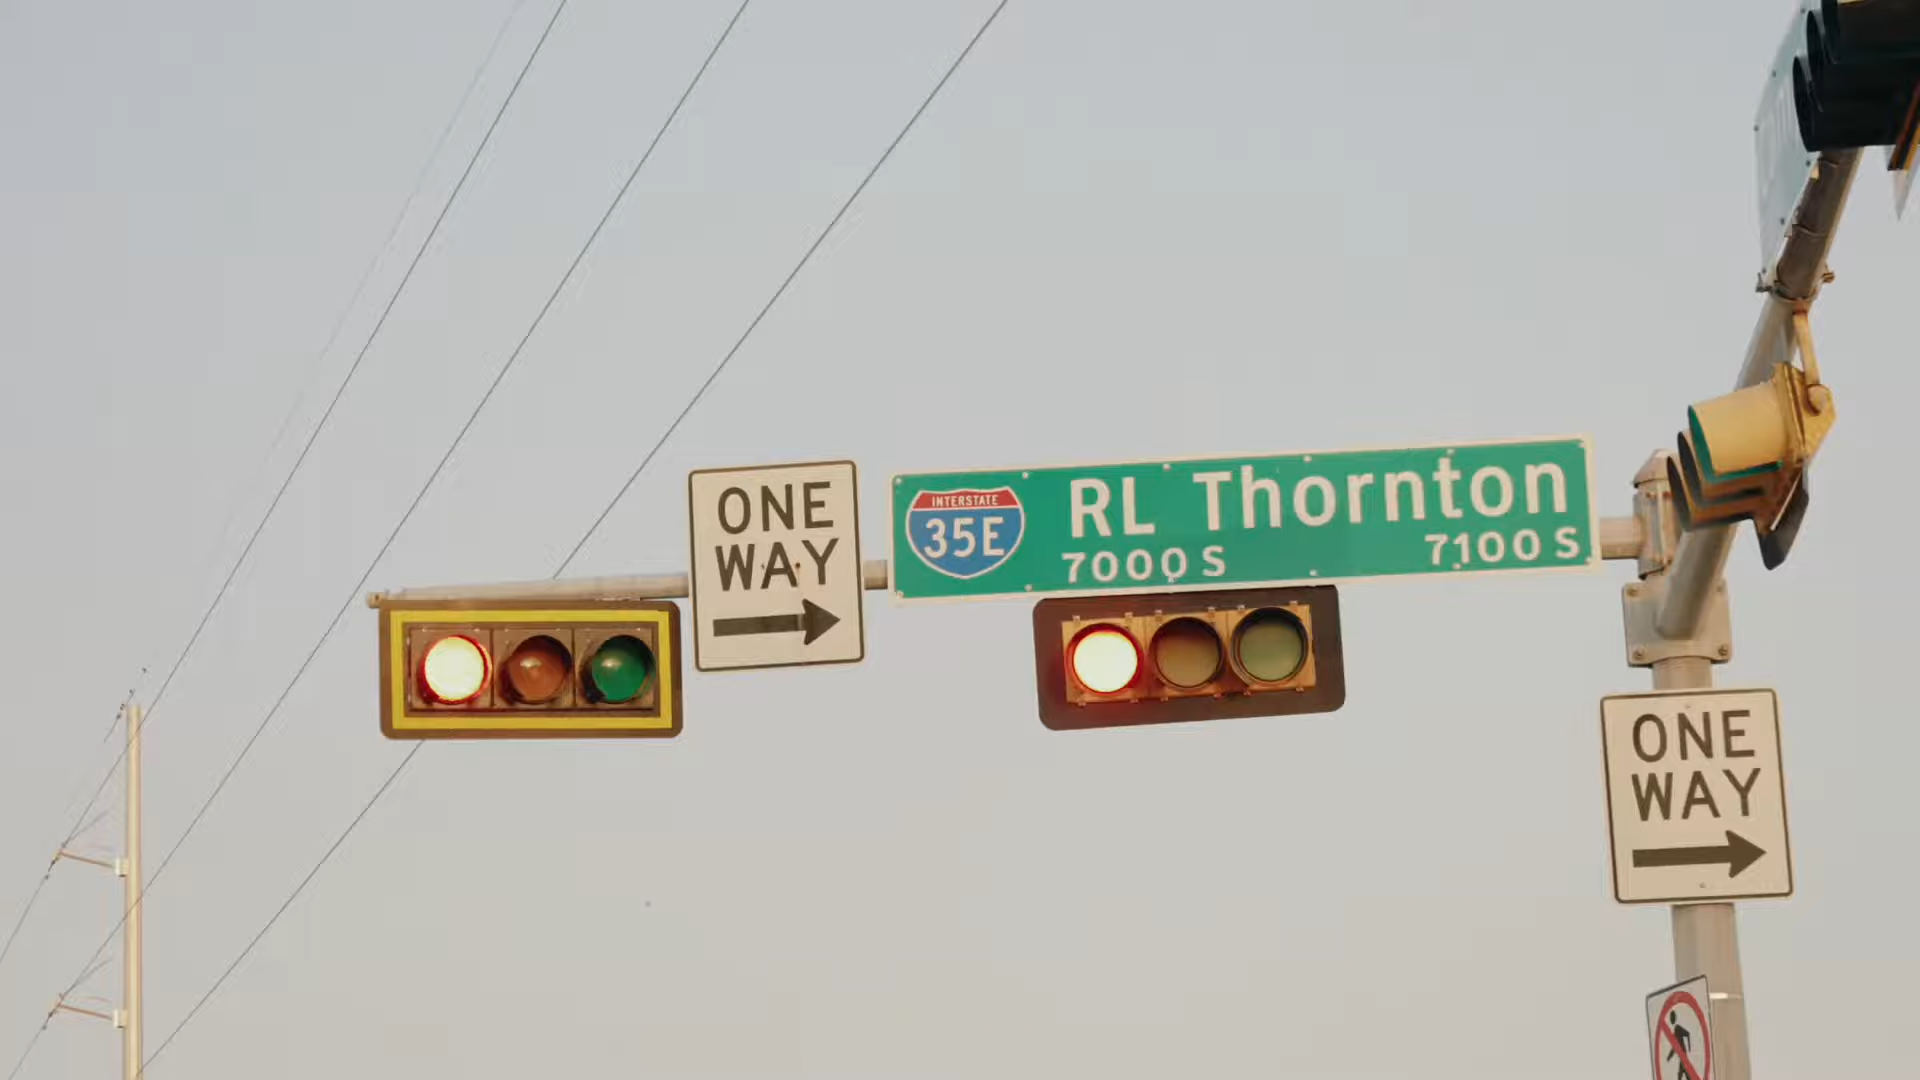 ONE
WAY
INTERSTATE
35E
RL Thornton
7000 S
7100 S
ONE
WAY